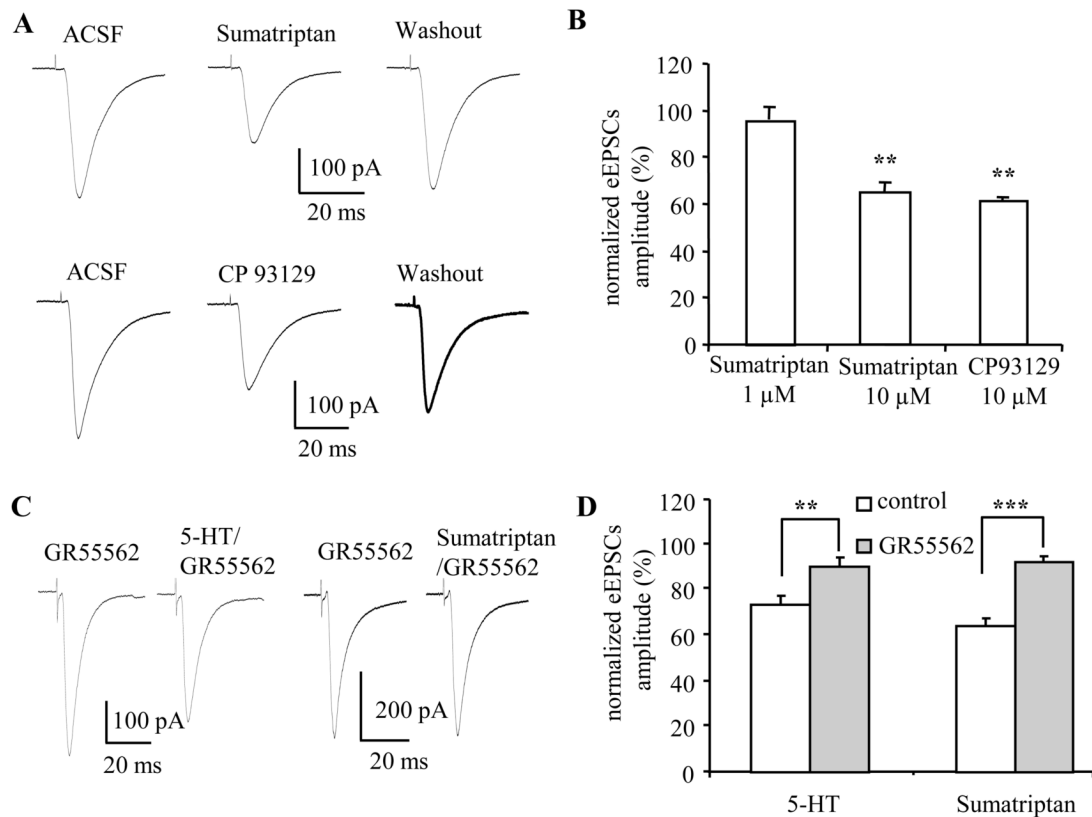 A
ACSF
Sumatriptan
Washout
100 pA
20 ms
ACSF
CP 93129
Washout
100 pA
20 ms
B
normalized eEPSCs
amplitude (%)
120
100
80
60
40
20
0
**
**
Sumatriptan
1 µM
Sumatriptan
10 µM
CP93129
10 µM
C
GR55562
5-HT/
GR55562
GR55562
Sumatriptan
/GR55562
100 pA
20 ms
200 pA
20 ms
D
normalized eEPSCs
amplitude (%)
120
100
80
60
40
20
0
**
***
control
GR55562
5-HT
Sumatriptan